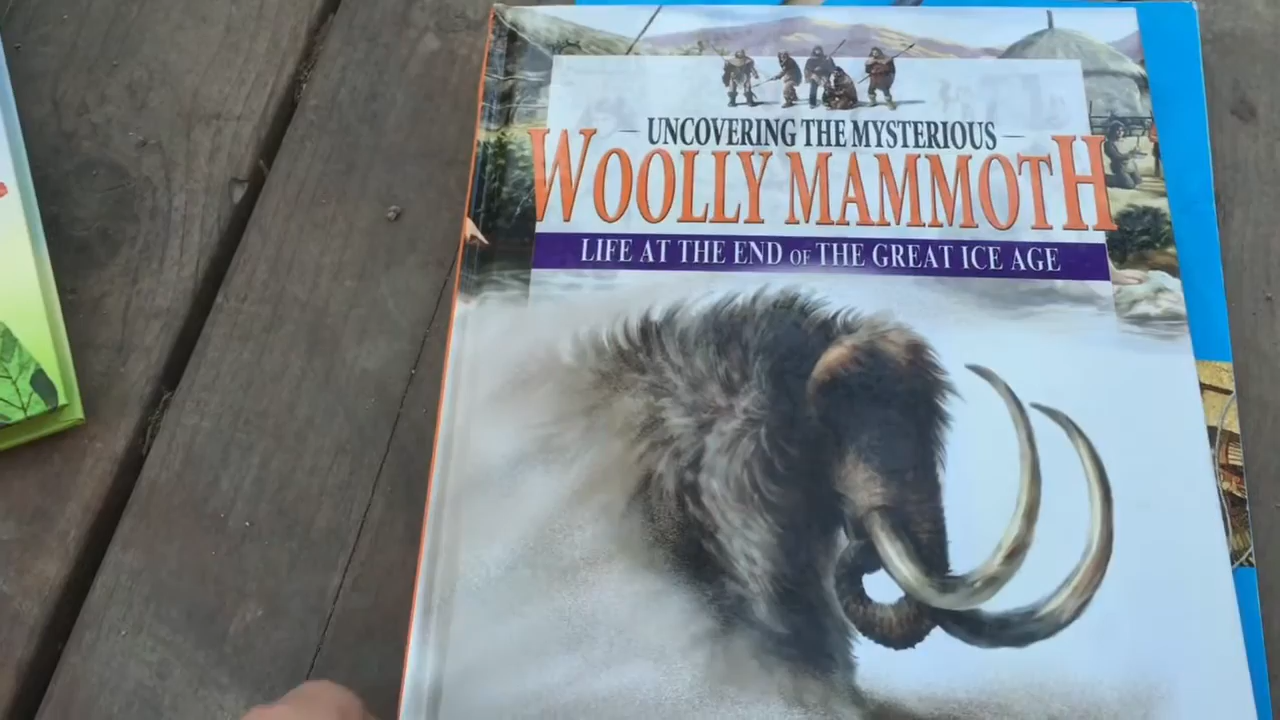 UNCOVERING THE MYSTERIOUS
WOOLLY MAMMOTH
LIFE AT THE END OF THE GREAT ICE AGE